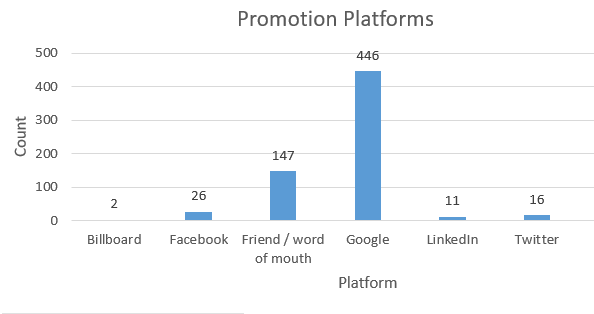 Promotion Platforms
500
400
300
200
100
0
Count
2
26
147
446
11
16
Billboard Facebook Friend / word Google LinkedIn Twitter
of mouth
Platform